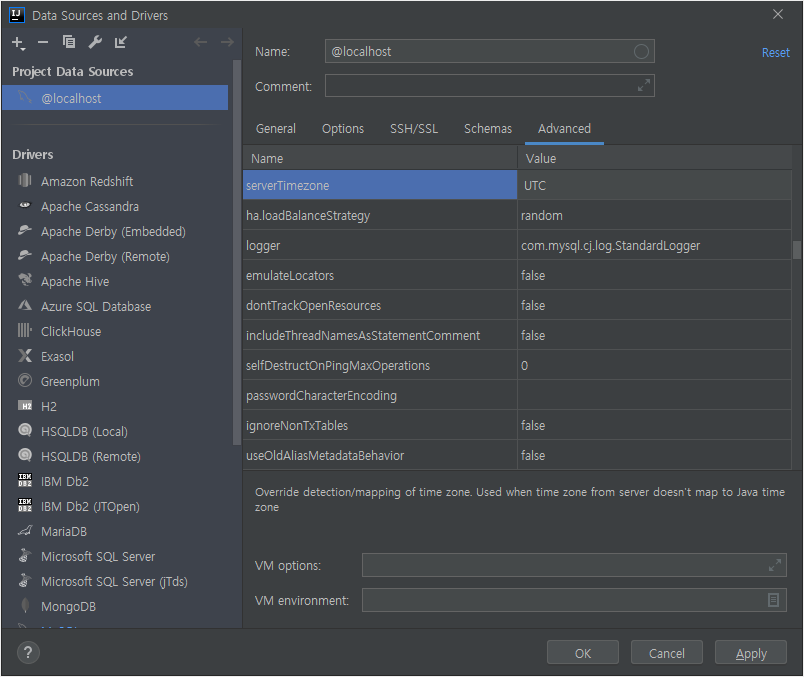 Data Sources and Drivers
Project Data Sources
@localhost
Drivers
Amazon Redshift
Apache Cassandra
Apache Derby (Embedded)
Apache Derby (Remote)
Apache Hive
Azure SQL Database
ClickHouse
Exasol
Greenplum
H2
HSQLDB (Local)
HSQLDB (Remote)
IBM Db2
IBM Db2 (JTOpen)
MariaDB
Microsoft SQL Server
Microsoft SQL Server (jTds)
MongoDB
Name: @localhost
Reset
Comment:
General Options SSH/SSL Schemas Advanced
Name Value
serverTimezone UTC
ha.loadBalanceStrategy random
logger com.mysql.cj.log.StandardLogger
emulateLocators false
dontTrackOpenResources false
includeThreadNamesAsStatementComment false
selfDestructOnPingMaxOperations 0
passwordCharacterEncoding
ignoreNonTxTables false
useOldAliasMetadataBehavior false
Override detection/mapping of time zone. Used when time zone from server doesn't map to Java time
zone
VM options:
VM environment:
? OK Cancel Apply